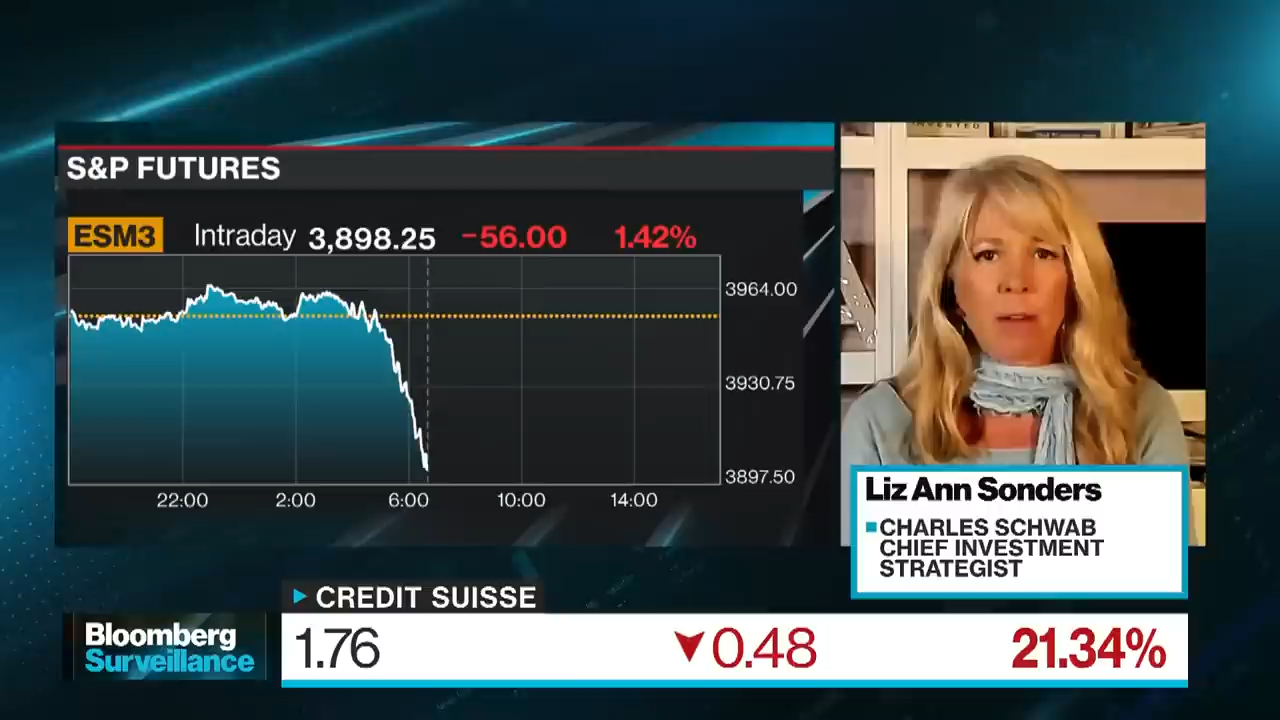 INVESTED
S&P FUTURES
ESM3 Intraday 3,898.25 -56.00 1.42%
3964.00
3930.75
3897.50
22:00 2:00 6:00 10:00 14:00
Liz Ann Sonders
CHARLES SCHWAB
CHIEF INVESTMENT
STRATEGIST
CREDIT SUISSE
Bloomberg
Surveillance
1.76 0.48 21.34%